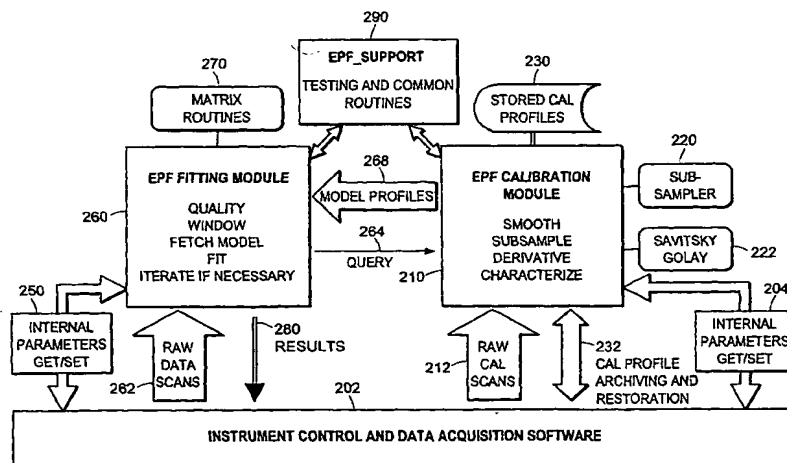 290
EPF_SUPPORT
TESTING AND COMMON
ROUTINES
270
MATRIX
ROUTINES
230
STORED CAL
PROFILES
220
SUB-
SAMPLER
SAVITSKY
GOLAY
222
260
EPF FITTING MODULE
QUALITY
WINDOW
FETCH MODEL
FIT
ITERATE IF NECESSARY
268
MODEL PROFILES
264
QUERY
210
EPF CALIBRATION
MODULE
SMOOTH
SUBSAMPLE
DERIVATIVE
CHARACTERIZE
250
INTERNAL
PARAMETERS
GET/SET
RAW
DATA
SCANS
262
280
RESULTS
212
RAW
CAL
SCANS
232
CAL PROFILE
ARCHIVING AND
RESTORATION
204
INTERNAL
PARAMETERS
GET/SET
202
INSTRUMENT CONTROL AND DATA ACQUISITION SOFTWARE